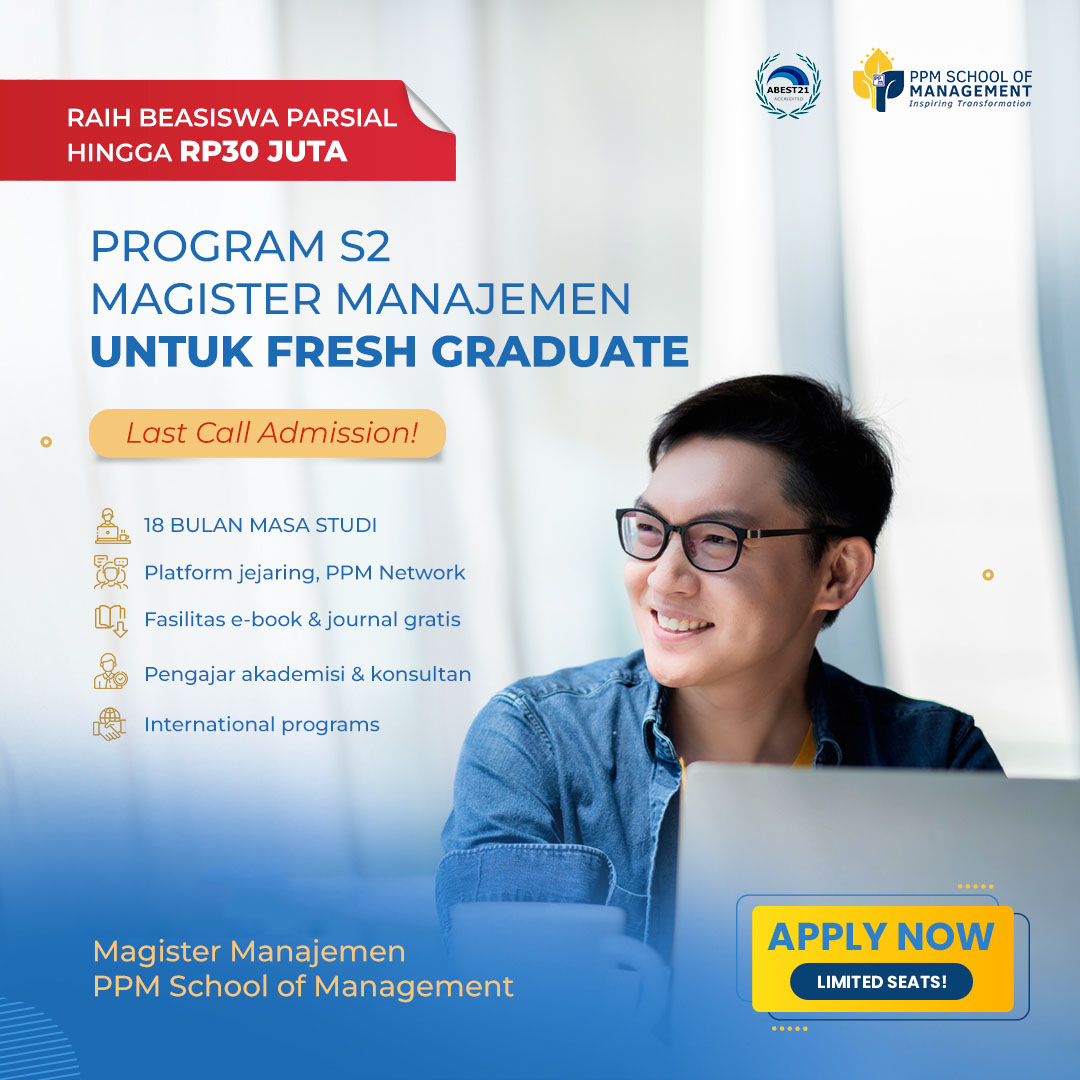 ABEST21
ACCREDITED
PPM SCHOOL OF
MANAGEMENT
Inspiring Transformation
RAIH BEASISWA PARSIAL
HINGGA RP30 JUTA
PROGRAM S2
MAGISTER MANAJEMEN
UNTUK FRESH GRADUATE
Last Call Admission!
18 BULAN MASA STUDI
Platform jejaring, PPM Network
Fasilitas e-book & journal gratis
Pengajar akademisi & konsultan
International programs
Magister Manajemen
PPM School of Management
APPLY NOW
LIMITED SEATS!